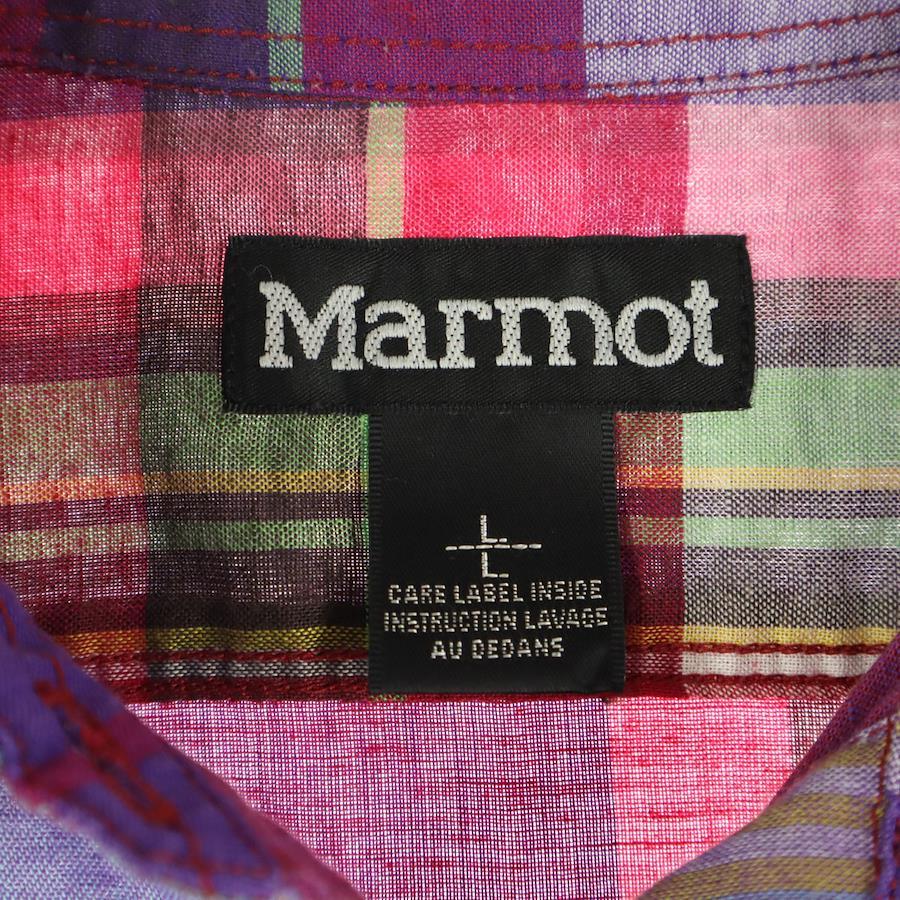 Marmot
L
L
CARE LABEL INSIDE
INSTRUCTION LAVAGE
AU DEDANS